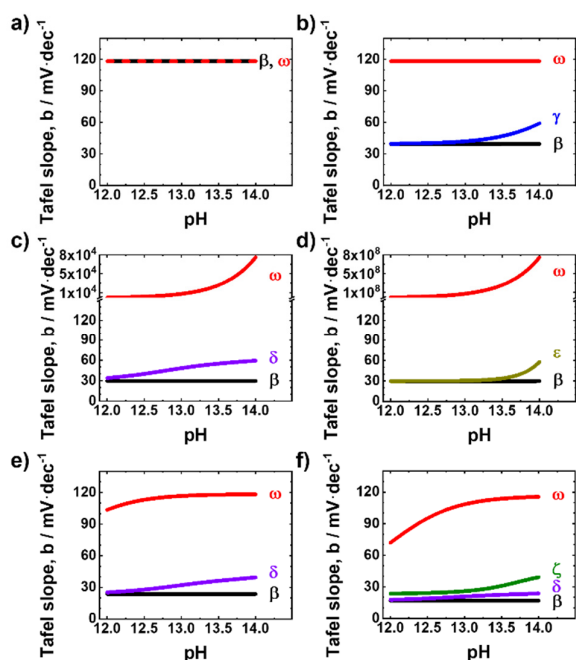 a)
Tafel slope, b / mV·dec⁻¹
120
90
60
30
0
β, ω
12.0 12.5 13.0 13.5 14.0
pH
b)
Tafel slope, b / mV·dec⁻¹
120
90
60
30
0
ω
γ
β
12.0 12.5 13.0 13.5 14.0
pH
c)
Tafel slope, b / mV·dec⁻¹
8x10⁴
5x10⁴
1x10⁴
120
90
60
30
0
ω
δ
β
12.0 12.5 13.0 13.5 14.0
pH
d)
Tafel slope, b / mV·dec⁻¹
8x10⁸
5x10⁸
1x10⁸
120
90
60
30
0
ω
ε
β
12.0 12.5 13.0 13.5 14.0
pH
e)
Tafel slope, b / mV·dec⁻¹
120
90
60
30
0
ω
δ
β
12.0 12.5 13.0 13.5 14.0
pH
f)
Tafel slope, b / mV·dec⁻¹
120
90
60
30
0
ω
ζ
δ
β
12.0 12.5 13.0 13.5 14.0
pH